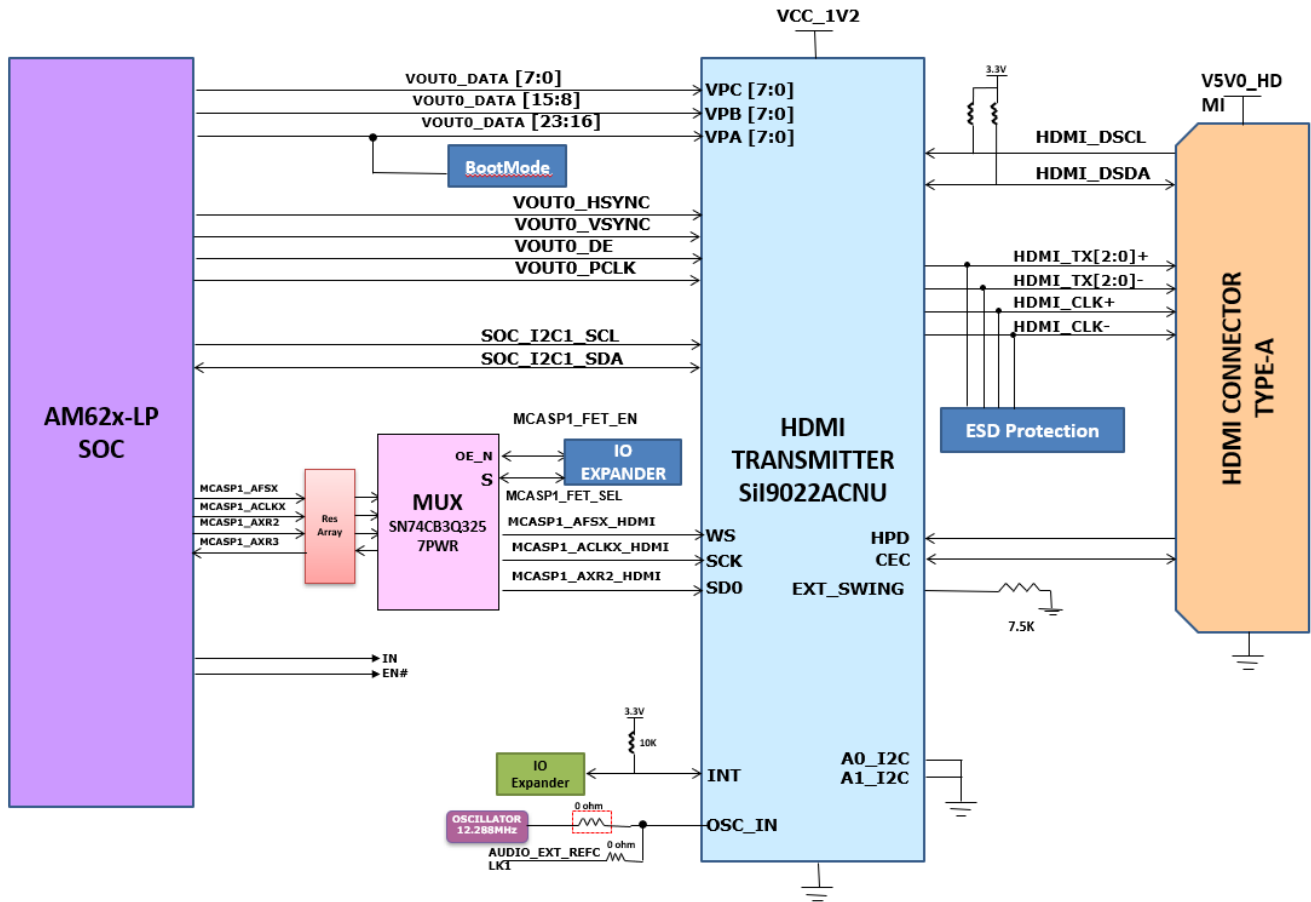 VCC_1V2
VOUT0_DATA [7:0]
VOUT0_DATA [15:8]
VOUT0_DATA [23:16]
BootMode
VPC [7:0]
VPB [7:0]
VPA [7:0]
3.3V
V5V0_HD
MI
HDMI_DSCL
HDMI_DSDA
VOUT0_HSYNC
VOUT0_VSYNC
VOUT0_DE
VOUT0_PCLK
HDMI_TX[2:0]+
HDMI_TX[2:0]-
HDMI_CLK+
HDMI_CLK-
SOC_I2C1_SCL
SOC_I2C1_SDA
AM62x-LP
SOC
HDMI
TRANSMITTER
SiI9022ACNU
ESD Protection
HDMI CONNECTOR
TYPE-A
MCASP1_FET_EN
OE_N
S
IO
EXPANDER
MCASP1_FET_SEL
MUX
SN74CB3Q325
7PWR
MCASP1_AFSX
MCASP1_ACLKX
MCASP1_AXR2
MCASP1_AXR3
Res
Array
MCASP1_AFSX_HDMI
MCASP1_ACLKX_HDMI
MCASP1_AXR2_HDMI
WS
SCK
SD0
HPD
CEC
EXT_SWING
7.5K
IN
EN#
3.3V
10K
IO
Expander
INT
A0_I2C
A1_I2C
OSCILLATOR
12.288MHz
0 ohm
OSC_IN
0 ohm
AUDIO_EXT_REFC
LK1